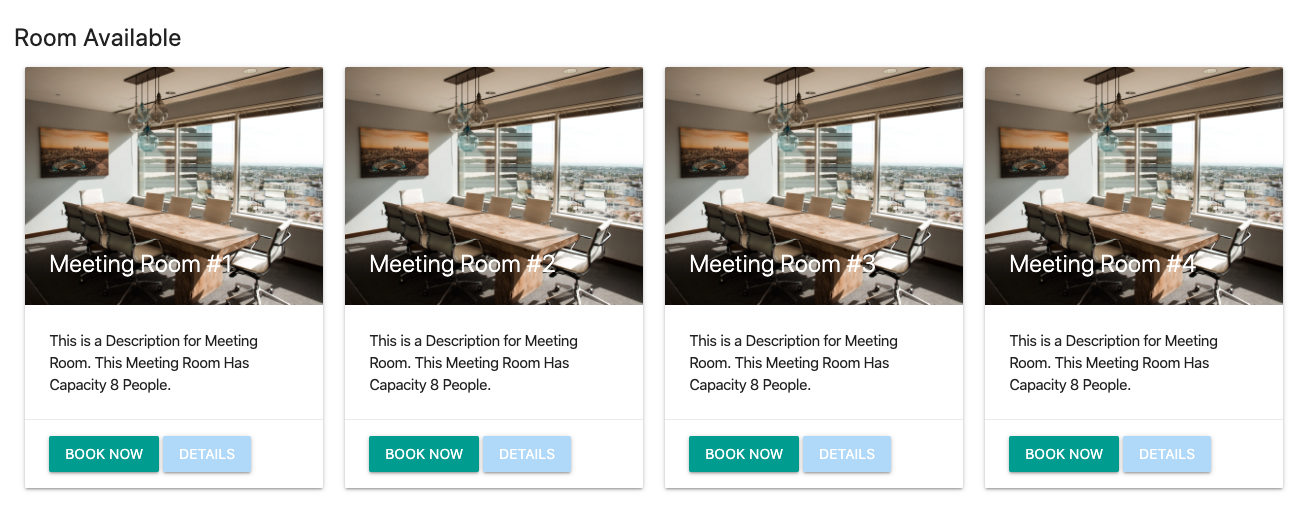 Room Available
Meeting Room #1
This is a Description for Meeting
Room. This Meeting Room Has
Capacity 8 People.
BOOK NOW DETAILS
Meeting Room #2
This is a Description for Meeting
Room. This Meeting Room Has
Capacity 8 People.
BOOK NOW DETAILS
Meeting Room #3
This is a Description for Meeting
Room. This Meeting Room Has
Capacity 8 People.
BOOK NOW DETAILS
Meeting Room #4
This is a Description for Meeting
Room. This Meeting Room Has
Capacity 8 People.
BOOK NOW DETAILS